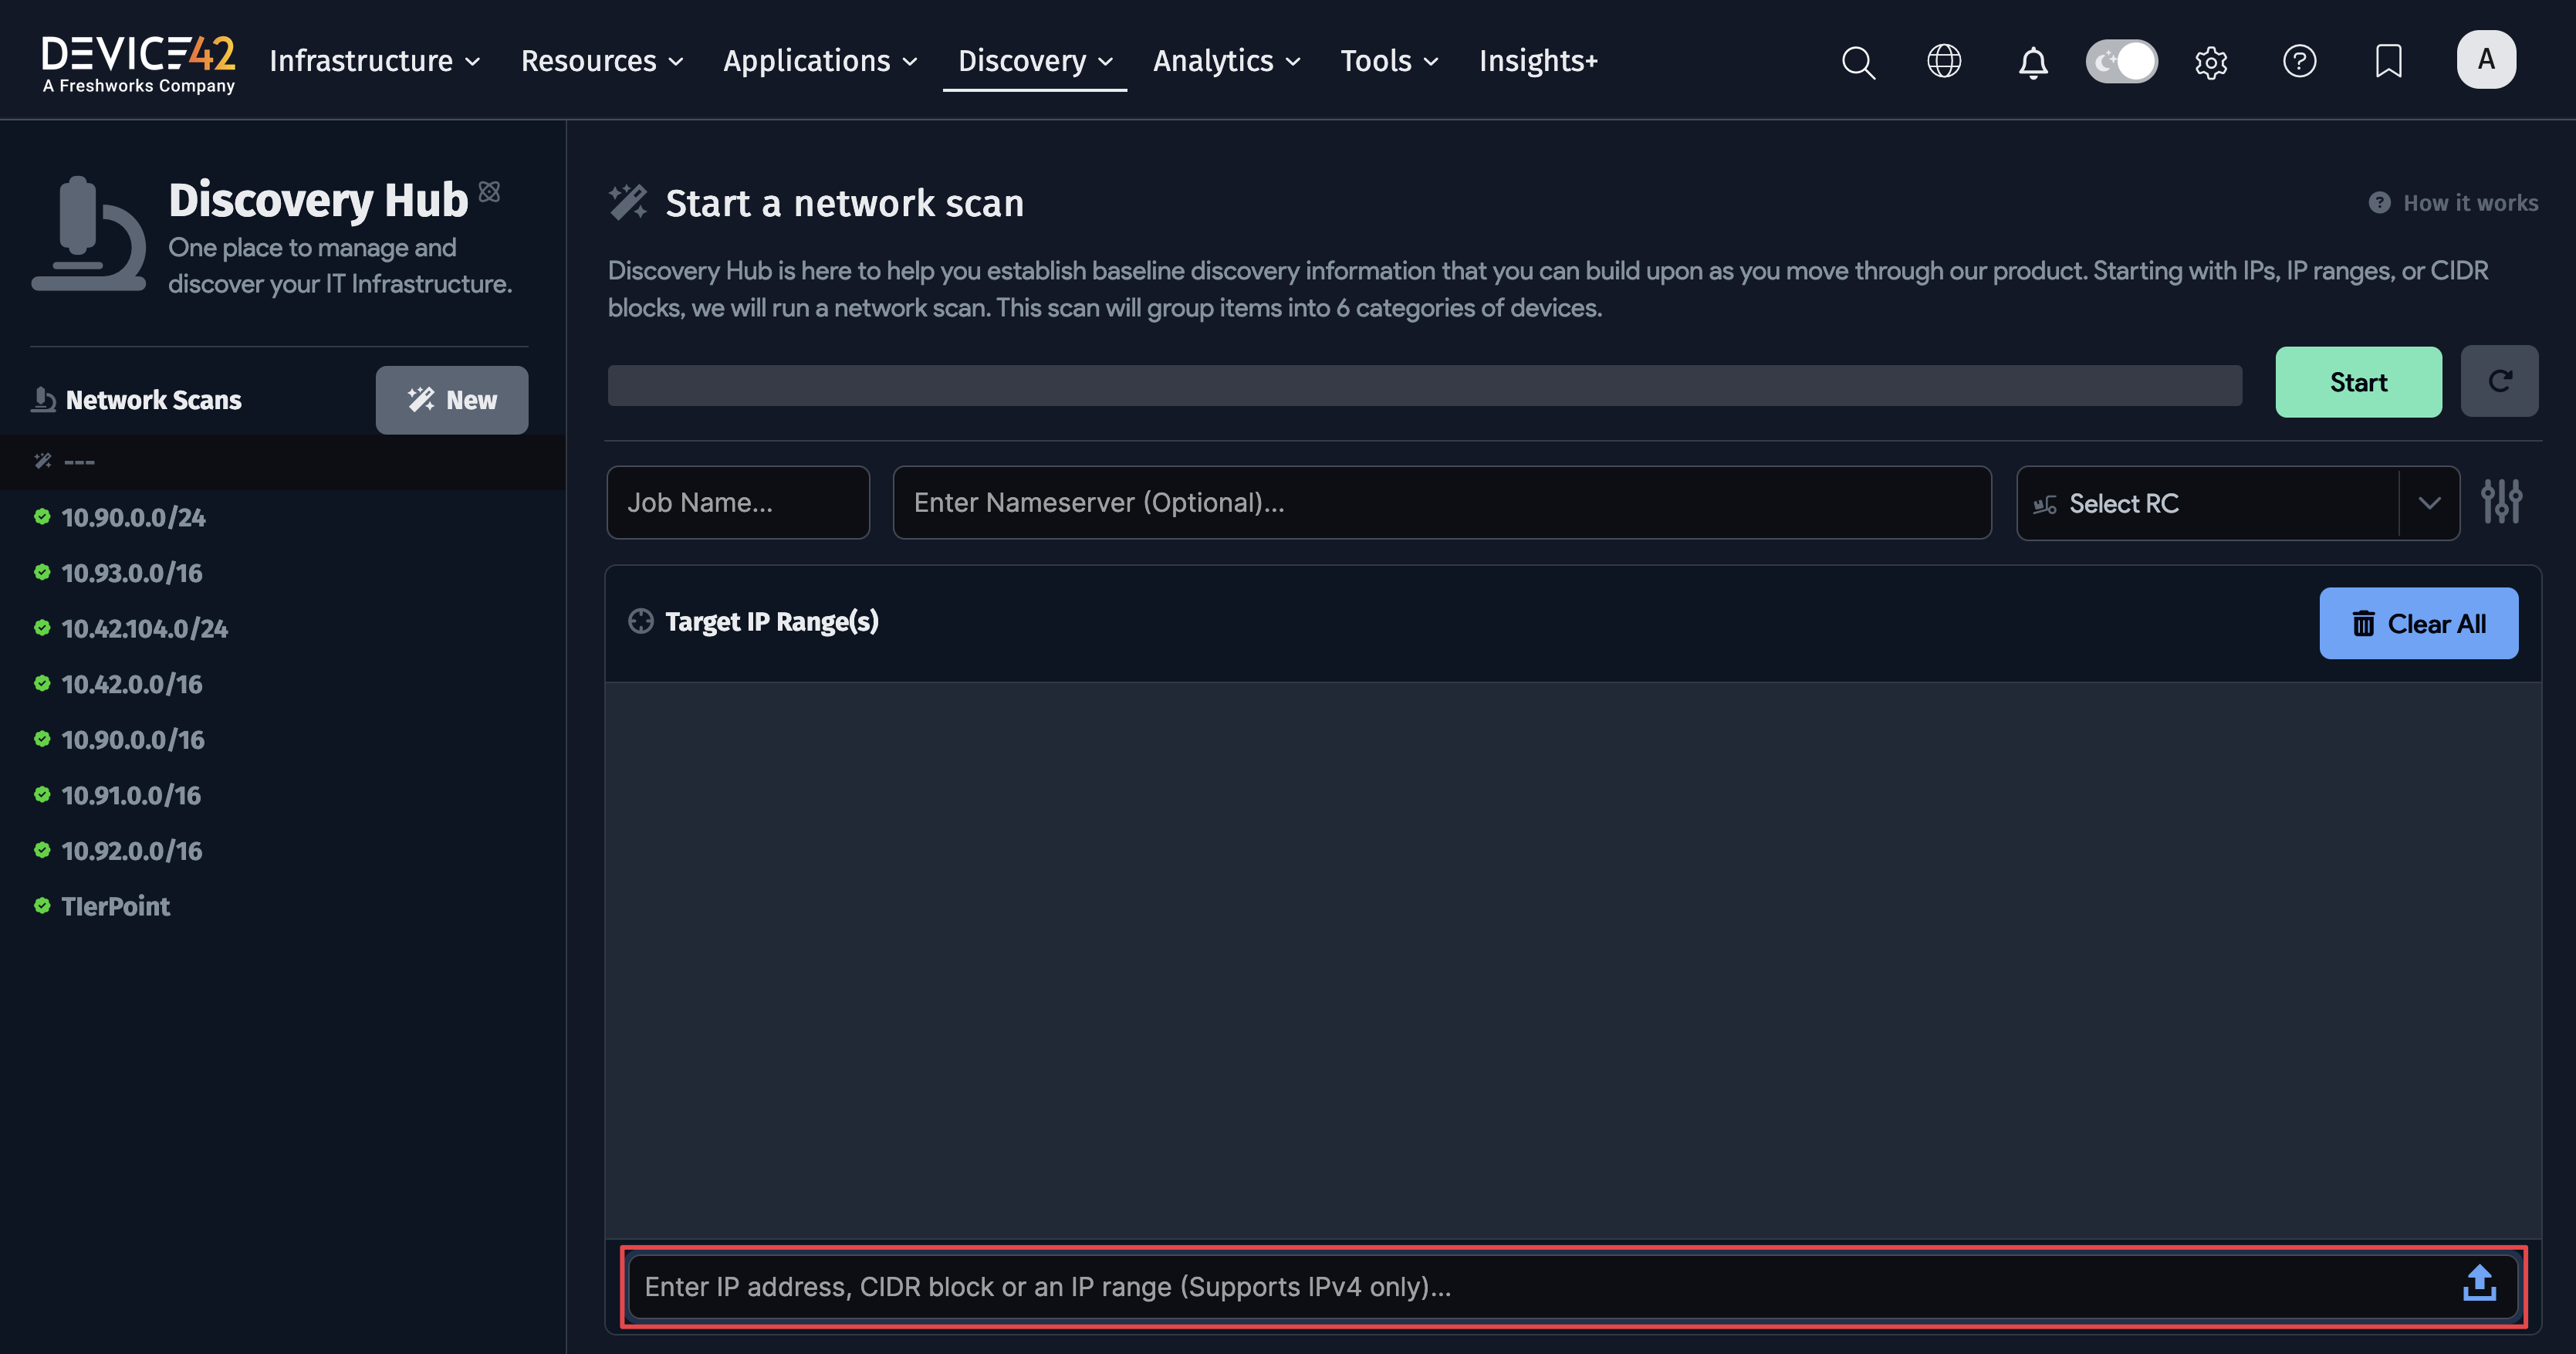 DEVICE42
A Freshworks Company
Infrastructure
Resources
Applications
Discovery
Analytics
Tools
Insights+
A
Discovery Hub
One place to manage and
discover your IT Infrastructure.
Network Scans
New
---
10.90.0.0/24
10.93.0.0/16
10.42.104.0/24
10.42.0.0/16
10.90.0.0/16
10.91.0.0/16
10.92.0.0/16
TIerPoint
Start a network scan
How it works
Discovery Hub is here to help you establish baseline discovery information that you can build upon as you move through our product. Starting with IPs, IP ranges, or CIDR
blocks, we will run a network scan. This scan will group items into 6 categories of devices.
Start
Job Name...
Enter Nameserver (Optional)...
Select RC
Target IP Range(s)
Clear All
Enter IP address, CIDR block or an IP range (Supports IPv4 only)...